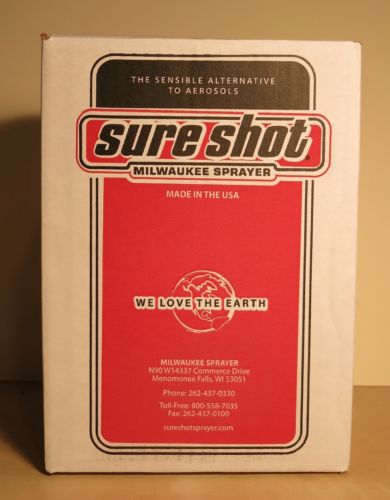 THE SENSIBLE ALTERNATIVE
TO AEROSOLS
sure shot®
MILWAUKEE SPRAYER
MADE IN THE USA
WE LOVE THE EARTH
MILWAUKEE SPRAYER
N90 W14337 Commerce Drive
Menomonee Falls, WI 53051
Phone: 262-437-0330
Toll-Free: 800-558-7035
Fax: 262-437-0100
sureshotsprayer.com